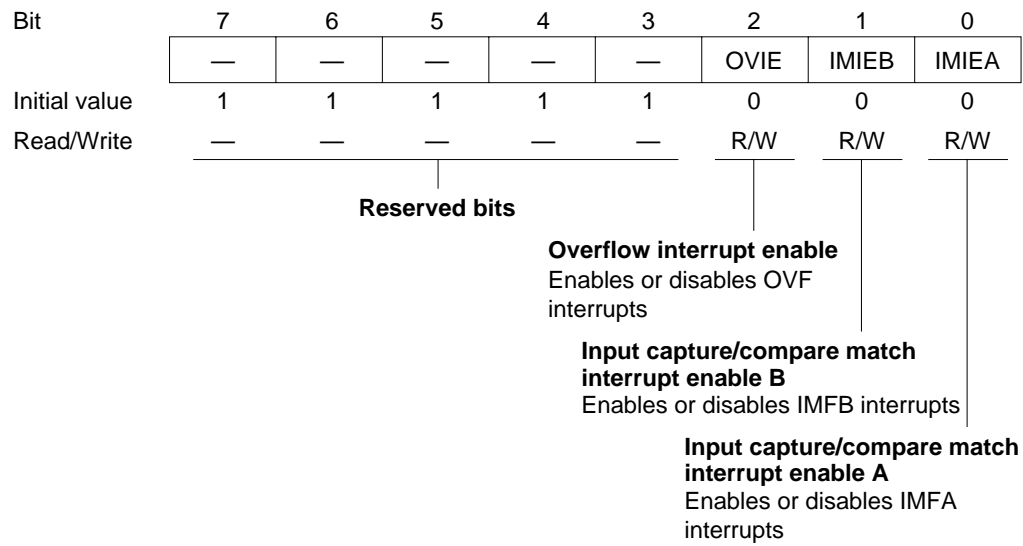 Bit 7 6 5 4 3 2 1 0
— — — — — OVIE IMIEB IMIEA
Initial value 1 1 1 1 1 0 0 0
Read/Write — — — — — R/W R/W R/W
Reserved bits
Overflow interrupt enable
Enables or disables OVF
interrupts
Input capture/compare match
interrupt enable B
Enables or disables IMFB interrupts
Input capture/compare match
interrupt enable A
Enables or disables IMFA
interrupts